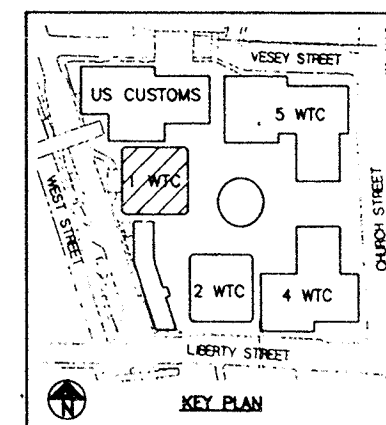 VESEY STREET
US CUSTOMS
5 WTC
1 WTC
WEST STREET
CHURCH STREET
2 WTC
4 WTC
LIBERTY STREET
N
KEY PLAN